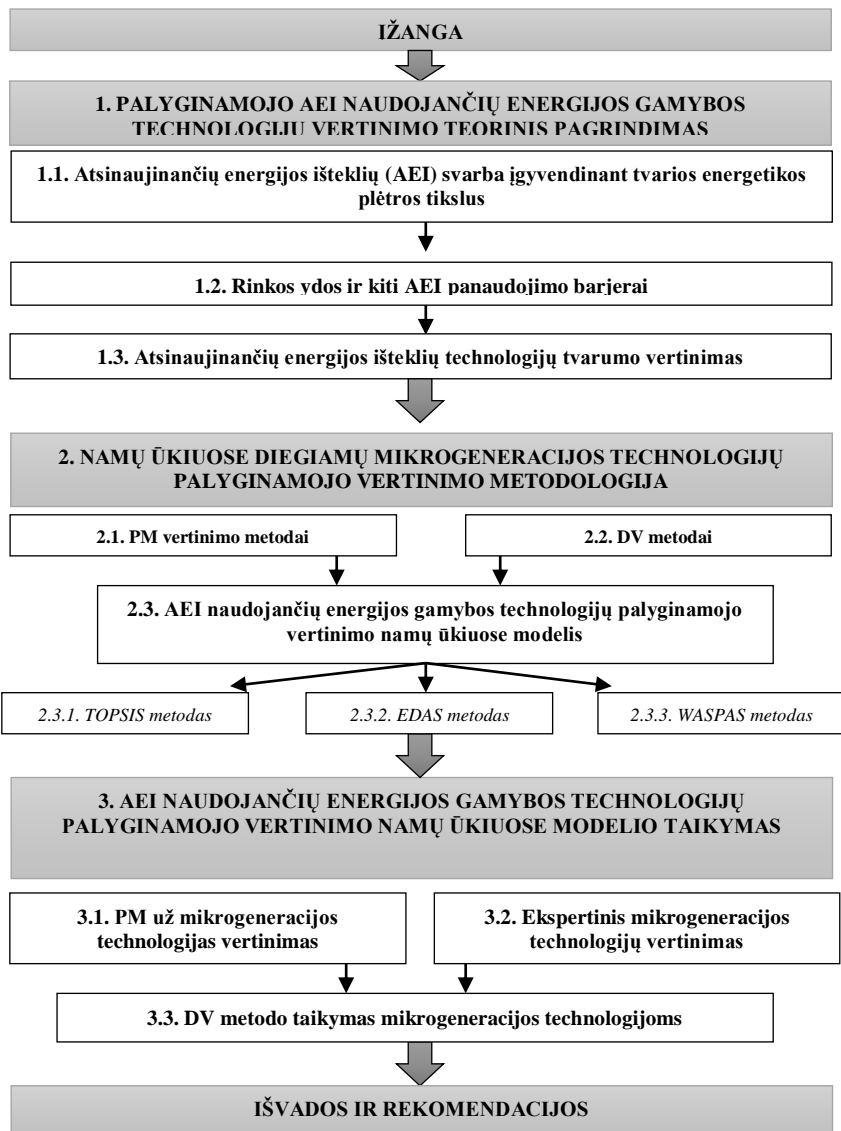 IŽANGA
1. PALYGINAMOJO AEI NAUDOJANČIŲ ENERGIJOS GAMYBOS
TECHNOLOGIJŲ VERTINIMO TEORINIS PAGRINDIMAS
1.1. Atsinaujinančių energijos išteklių (AEI) svarba įgyvendinant tvarios energetikos
plėtros tikslus
1.2. Rinkos ydos ir kiti AEI panaudojimo barjerai
1.3. Atsinaujinančių energijos išteklių technologijų tvarumo vertinimas
2. NAMŲ ŪKIUOSE DIEGIAMŲ MIKROGENERACIJOS TECHNOLOGIJŲ
PALYGINAMOJO VERTINIMO METODOLOGIJA
2.1. PM vertinimo metodai
2.2. DV metodai
2.3. AEI naudojančių energijos gamybos technologijų palyginamojo
vertinimo namų ūkiuose modelis
2.3.1. TOPSIS metodas
2.3.2. EDAS metodas
2.3.3. WASPAS metodas
3. AEI NAUDOJANČIŲ ENERGIJOS GAMYBOS TECHNOLOGIJŲ
PALYGINAMOJO VERTINIMO NAMŲ ŪKIUOSE MODELIO TAIKYMAS
3.1. PM už mikrogeneracijos
technologijas vertinimas
3.2. Ekspertinis mikrogeneracijos
technologijų vertinimas
3.3. DV metodo taikymas mikrogeneracijos technologijoms
IŠVADOS IR REKOMENDACIJOS